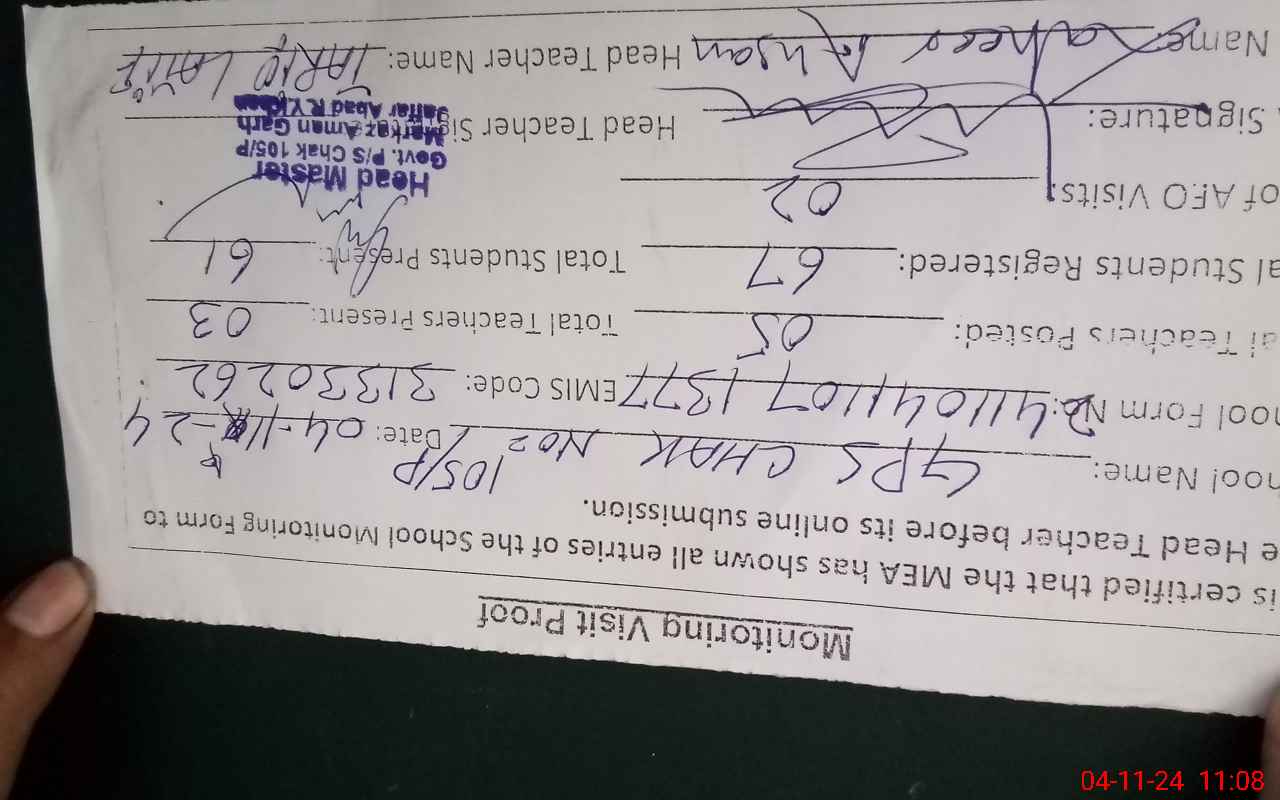 Monitoring Visit Proof
is certified that the MEA has shown all entries of the School Monitoring Form to
e Head Teacher before its online submission.
hool Name: GPS CHAK NO2 105/P Date: 04-11-24
hool Form No: 2411041107 1377 EMIS Code: 31330262
al Teachers Posted: 05 Total Teachers Present: 03
al Students Registered: 67 Total Students Present: 61
of AEO Visits: 02
Head Master
Govt. P/S Chak 105/P
Markaz Aman Garh
Jaffar Abad R.Y.Khan
Signature: Head Teacher Sig
Name: Ahsan Head Teacher Name: TARIQ LATIF
04-11-24 11:08